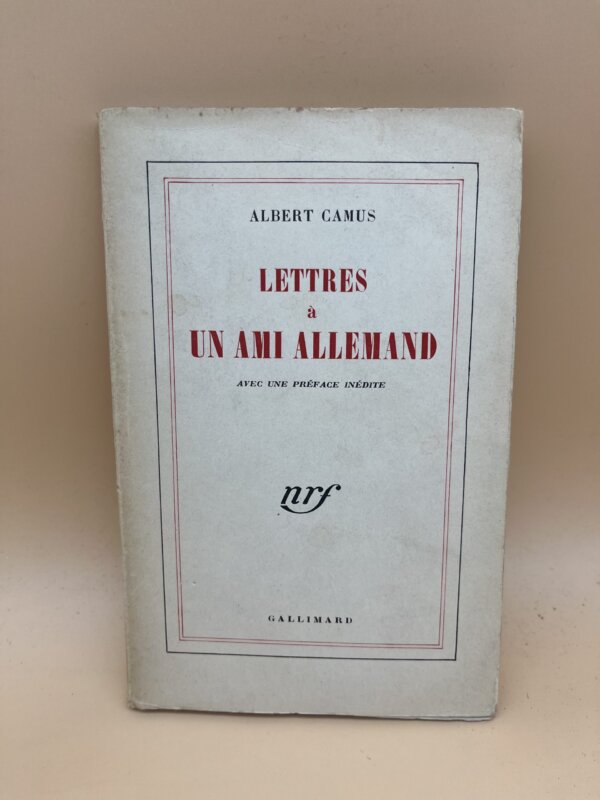 ALBERT CAMUS
LETTRES
à
UN AMI ALLEMAND
AVEC UNE PRÉFACE INÉDITE
nrf
GALLIMARD